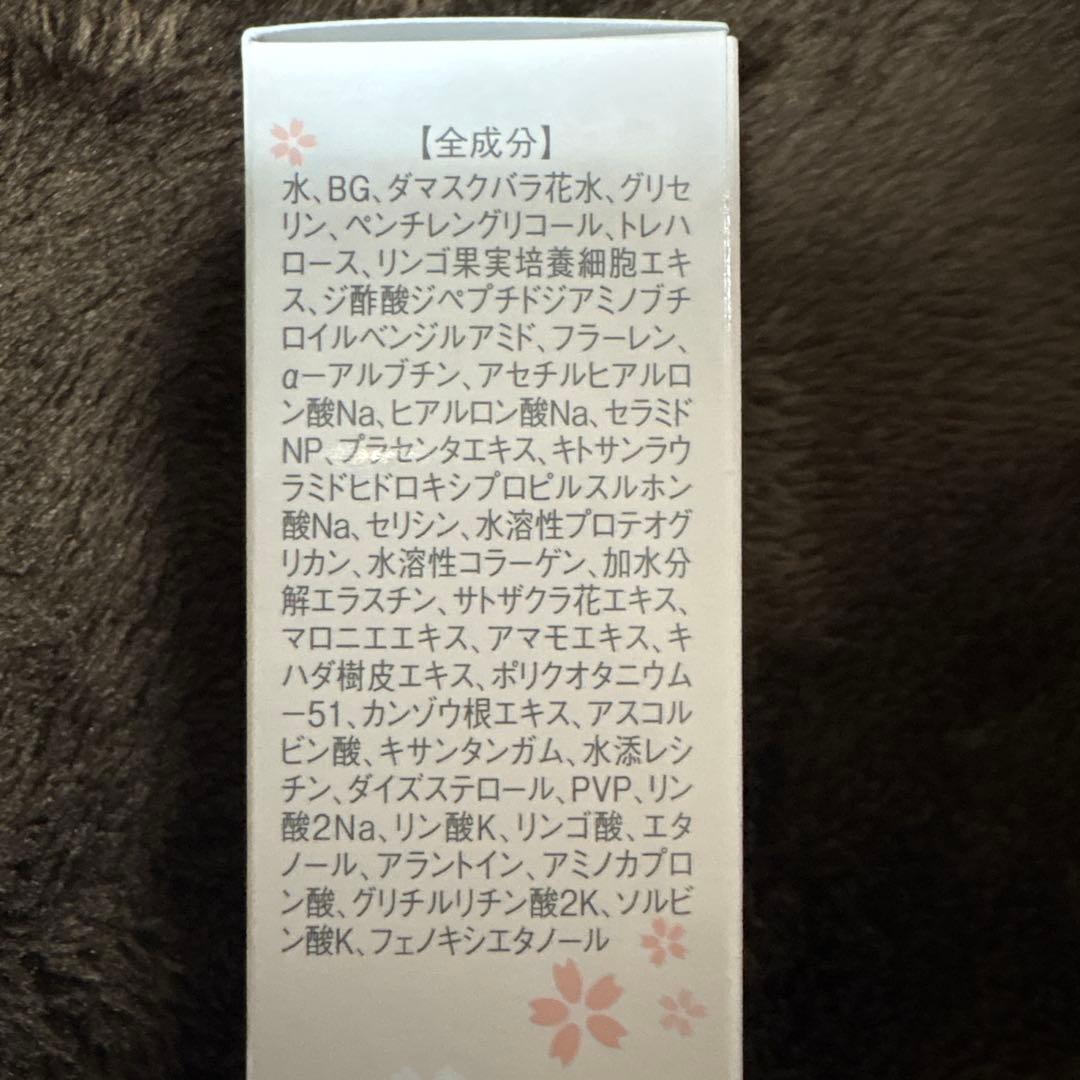 【全成分】
水、BG、ダマスクバラ花水、グリセ
リン、ペンチレングリコール、トレハ
ロース、リンゴ果実培養細胞エキ
ス、ジ酢酸ジペプチドジアミノブチ
ロイルベンジルアミド、フラーレン、
α－アルブチン、アセチルヒアルロ
ン酸Na、ヒアルロン酸Na、セラミド
NP、プラセンタエキス、キトサンラウ
ラミドヒドロキシプロピルスルホン
酸Na、セリシン、水溶性プロテオグ
リカン、水溶性コラーゲン、加水分
解エラスチン、サトザクラ花エキス、
マロニエエキス、アマモエキス、キ
ハダ樹皮エキス、ポリクオタニウム
－51、カンゾウ根エキス、アスコル
ビン酸、キサンタンガム、水添レシ
チン、ダイズステロール、PVP、リン
酸2Na、リン酸K、リンゴ酸、エタ
ノール、アラントイン、アミノカプロ
ン酸、グリチルリチン酸2K、ソルビ
ン酸K、フェノキシエタノール